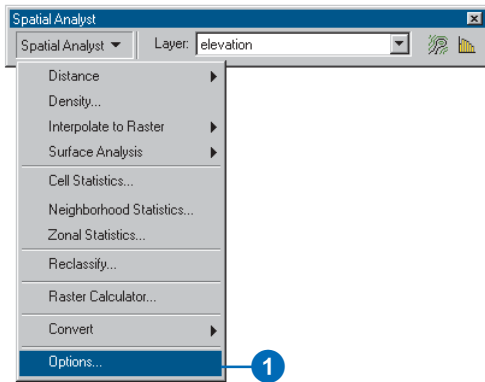 Spatial Analyst
Spatial Analyst Layer: elevation
Distance
Density...
Interpolate to Raster
Surface Analysis
Cell Statistics...
Neighborhood Statistics...
Zonal Statistics...
Reclassify...
Raster Calculator...
Convert
Options... 1